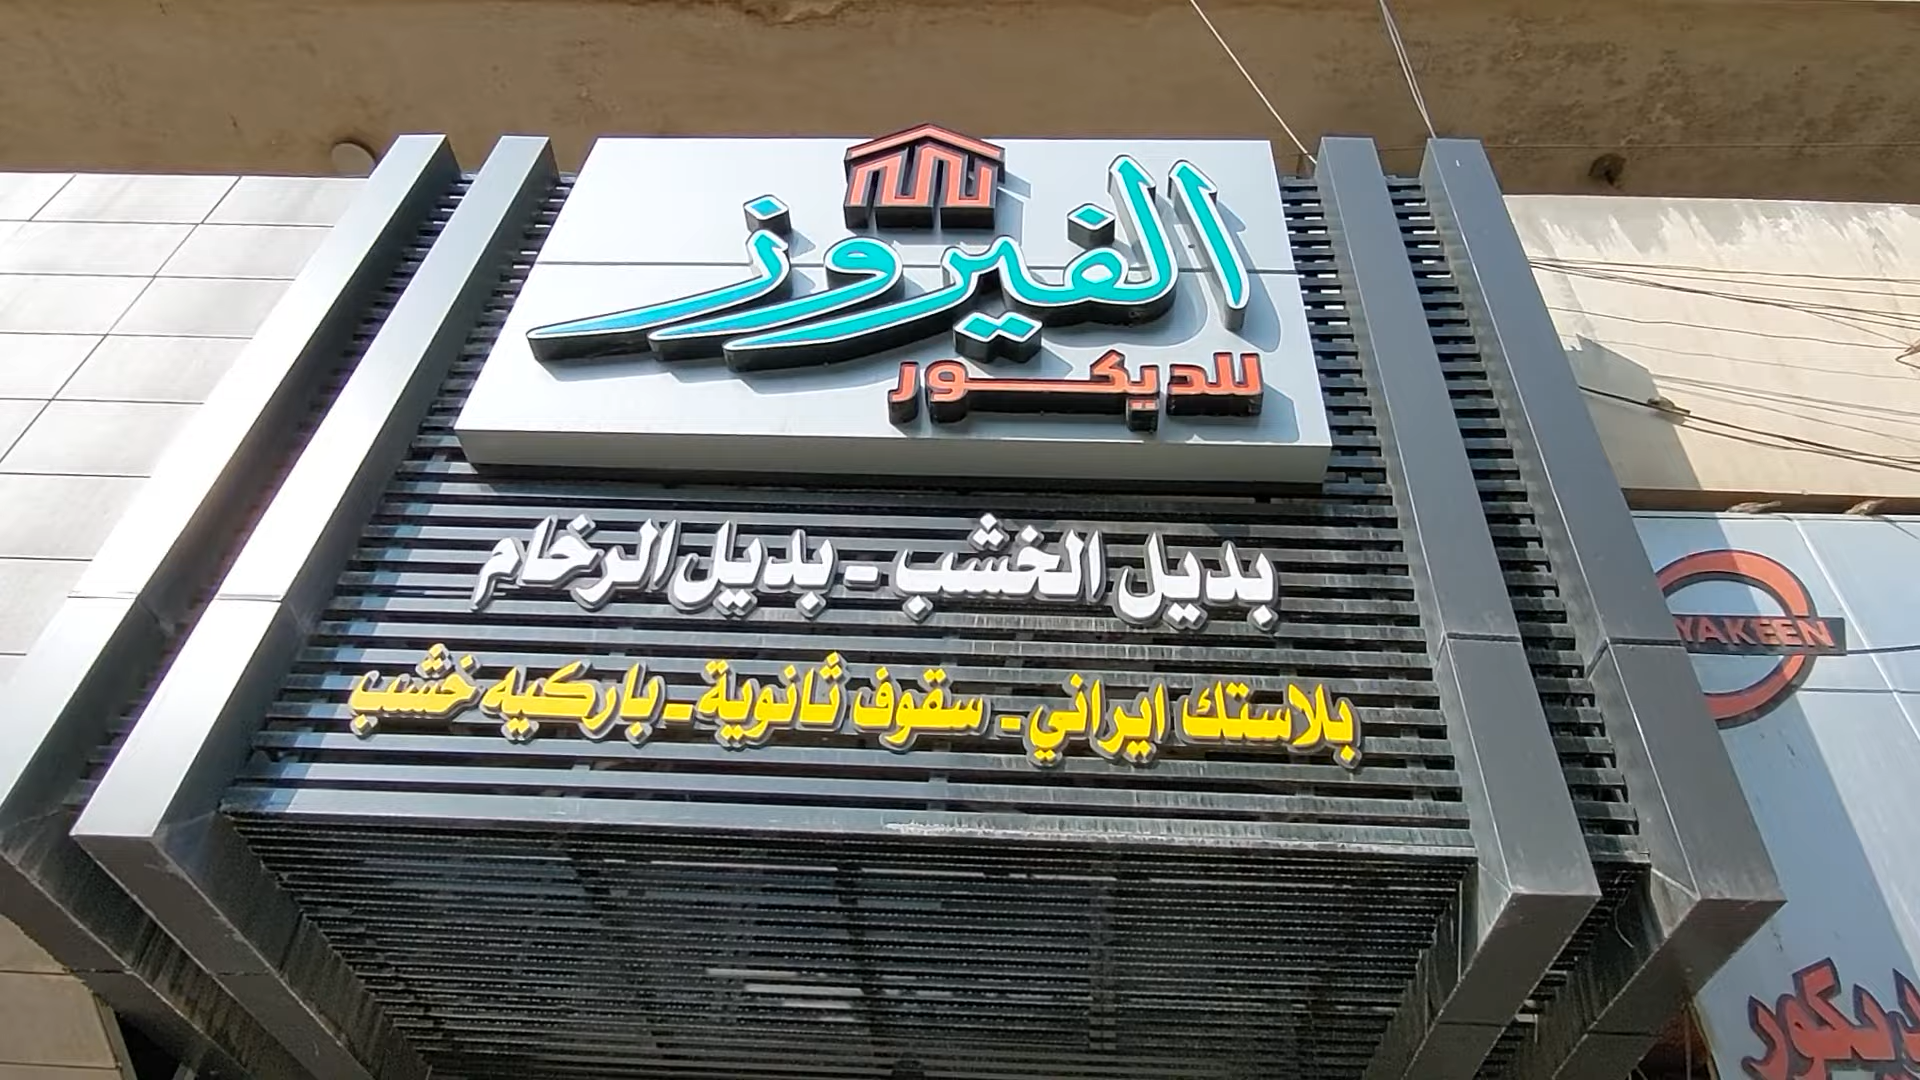 الفيروز
للديكور
بديل الخشب - بديل الرخام
بلاستك ايراني - سقوف ثانوية - باركيه خشب
YAKEEN
ديكور